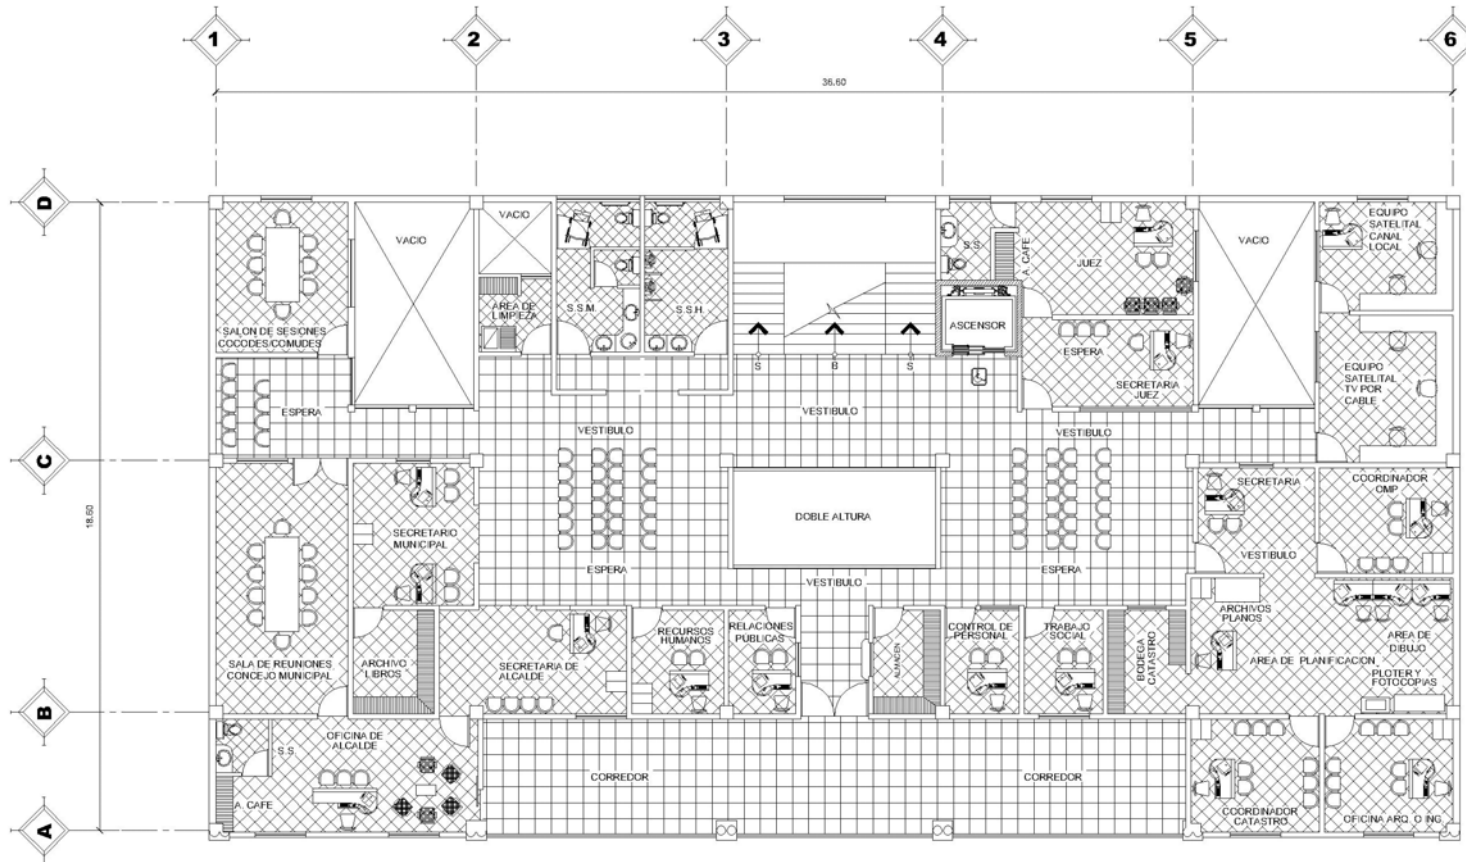 1
2
3
4
5
6
36.60
D
C
B
A
18.60
VACIO
VACIO
VACIO
EQUIPO
SATELITAL
CANAL
LOCAL
S.S.
A. CAFE
JUEZ
AREA DE
LIMPIEZA
S.S.M.
S.S.H.
ASCENSOR
SALON DE SESIONES
COCODES/COMUDES
ESPERA
SECRETARIA
JUEZ
S
B
S
EQUIPO
SATELITAL
TV POR
CABLE
ESPERA
VESTIBULO
VESTIBULO
VESTIBULO
SECRETARIA
COORDINADOR
OMP
SECRETARIO
MUNICIPAL
DOBLE ALTURA
VESTIBULO
ESPERA
VESTIBULO
ESPERA
ARCHIVOS
PLANOS
RECURSOS
HUMANOS
RELACIONES
PÚBLICAS
ALMACEN
CONTROL DE
PERSONAL
TRABAJO
SOCIAL
BODEGA
CATASTRO
AREA DE
DIBUJO
AREA DE PLANIFICACION
SALA DE REUNIONES
CONCEJO MUNICIPAL
ARCHIVO
LIBROS
SECRETARIA DE
ALCALDE
PLOTER Y
FOTOCOPIAS
OFICINA DE
ALCALDE
S.S.
A. CAFE
CORREDOR
CORREDOR
COORDINADOR
CATASTRO
OFICINA ARQ. O ING.